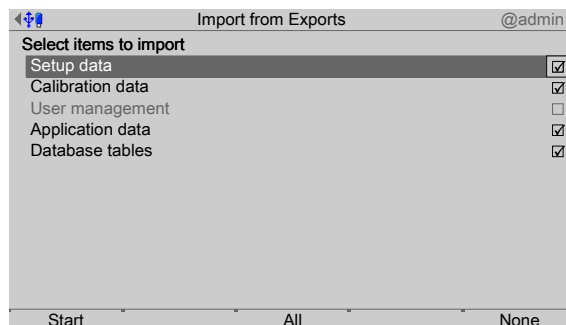 Import from Exports @admin
Select items to import
Setup data
Calibration data
User management
Application data
Database tables
Start All None